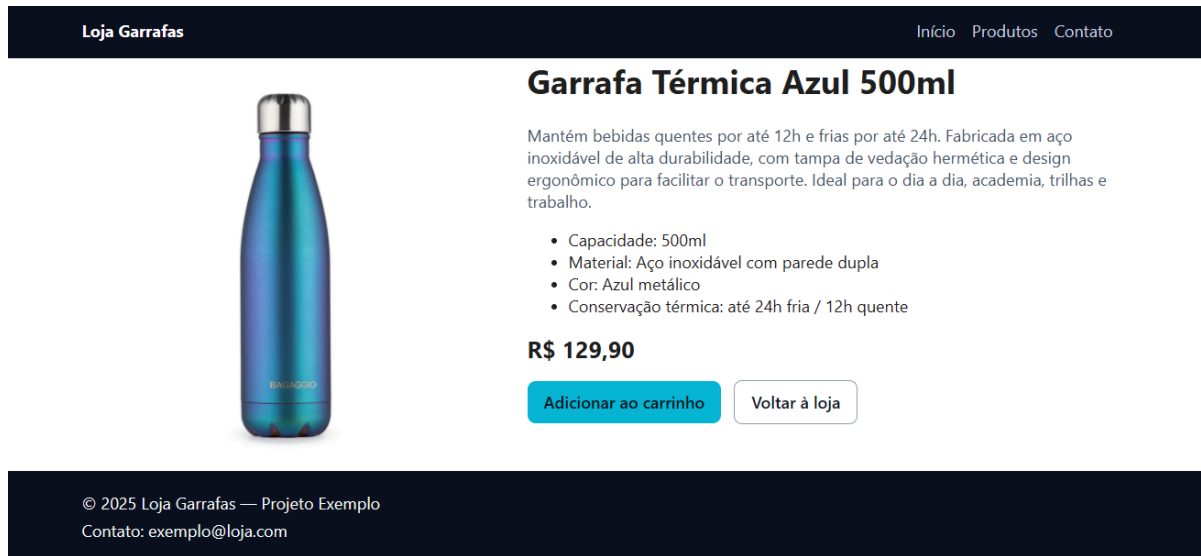 Loja Garrafas
Início Produtos Contato
Garrafa Térmica Azul 500ml
Mantém bebidas quentes por até 12h e frias por até 24h. Fabricada em aço
inoxidável de alta durabilidade, com tampa de vedação hermética e design
ergonômico para facilitar o transporte. Ideal para o dia a dia, academia, trilhas e
trabalho.
• Capacidade: 500ml
• Material: Aço inoxidável com parede dupla
• Cor: Azul metálico
• Conservação térmica: até 24h fria / 12h quente
R$ 129,90
Adicionar ao carrinho
Voltar à loja
BAGAGGIO
© 2025 Loja Garrafas — Projeto Exemplo
Contato: exemplo@loja.com